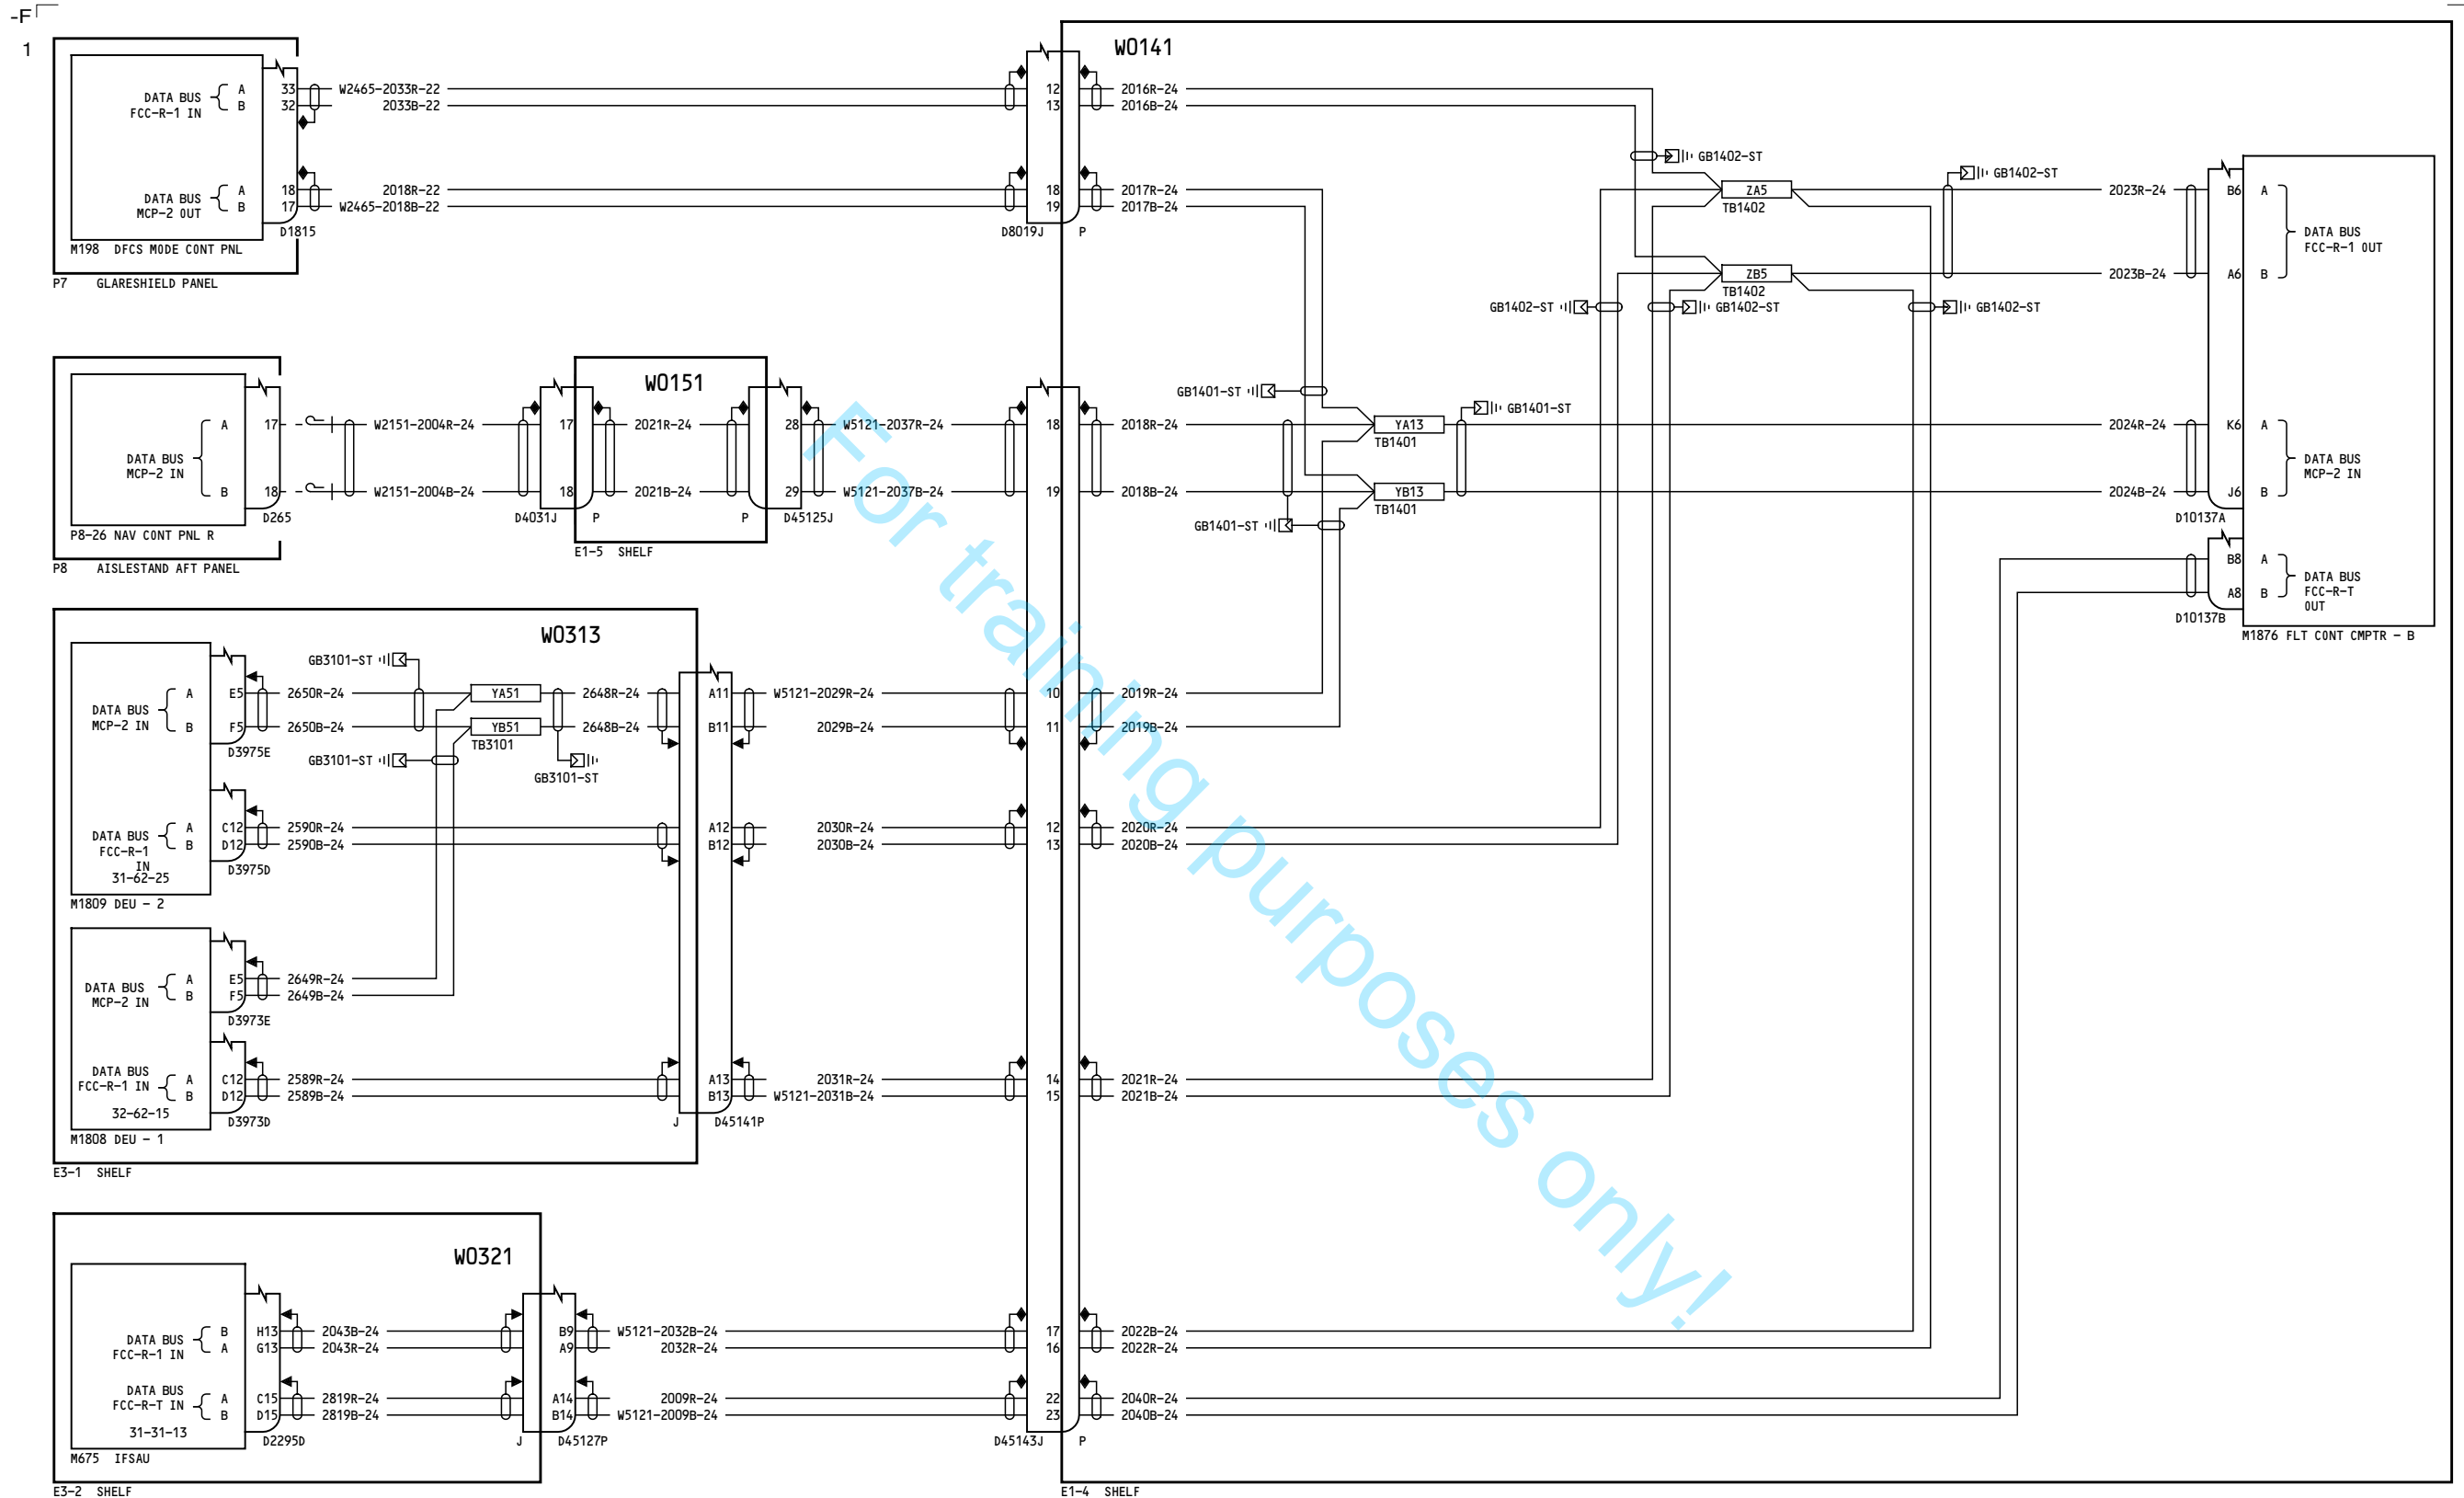 -F
1
W0141
DATA BUS
FCC-R-1 IN
A
B
33
32
W2465-2033R-22
2033B-22
12
13
2016R-24
2016B-24
DATA BUS
MCP-2 OUT
A
B
18
17
2018R-22
W2465-2018B-22
18
19
2017R-24
2017B-24
D1815
D8019J
P
M198 DFCS MODE CONT PNL
P7 GLARESHIELD PANEL
GB1402-ST
GB1402-ST
ZA5
TB1402
2023R-24
B6
A
DATA BUS
FCC-R-1 OUT
ZB5
TB1402
2023B-24
A6
B
GB1402-ST
GB1402-ST
GB1402-ST
W0151
DATA BUS
MCP-2 IN
A
B
17
18
W2151-2004R-24
W2151-2004B-24
17
18
2021R-24
2021B-24
28
29
W5121-2037R-24
W5121-2037B-24
18
19
2018R-24
2018B-24
D265
D4031J
P
P
D45125J
P8-26 NAV CONT PNL R
P8 AISLESTAND AFT PANEL
E1-5 SHELF
GB1401-ST
GB1401-ST
YA13
TB1401
YB13
TB1401
GB1401-ST
2024R-24
2024B-24
K6
J6
A
B
DATA BUS
MCP-2 IN
D10137A
B8
A8
A
B
DATA BUS
FCC-R-T
OUT
D10137B
M1876 FLT CONT CMPTR - B
W0313
GB3101-ST
DATA BUS
MCP-2 IN
A
B
E5
F5
2650R-24
2650B-24
YA51
YB51
TB3101
2648R-24
2648B-24
A11
B11
W5121-2029R-24
2029B-24
10
11
2019R-24
2019B-24
D3975E
GB3101-ST
GB3101-ST
DATA BUS
FCC-R-1
IN
31-62-25
A
B
C12
D12
2590R-24
2590B-24
A12
B12
2030R-24
2030B-24
12
13
2020R-24
2020B-24
D3975D
M1809 DEU - 2
DATA BUS
MCP-2 IN
A
B
E5
F5
2649R-24
2649B-24
D3973E
DATA BUS
FCC-R-1 IN
32-62-15
A
B
C12
D12
2589R-24
2589B-24
A13
B13
2031R-24
W5121-2031B-24
14
15
2021R-24
2021B-24
D3973D
J
D45141P
M1808 DEU - 1
E3-1 SHELF
W0321
DATA BUS
FCC-R-1 IN
B
A
H13
G13
2043B-24
2043R-24
B9
A9
W5121-2032B-24
2032R-24
17
16
2022B-24
2022R-24
DATA BUS
FCC-R-T IN
31-31-13
A
B
C15
D15
2819R-24
2819B-24
A14
B14
2009R-24
W5121-2009B-24
22
23
2040R-24
2040B-24
D2295D
J
D45127P
D45143J
P
M675 IFSAU
E3-2 SHELF
E1-4 SHELF
For training purposes only!